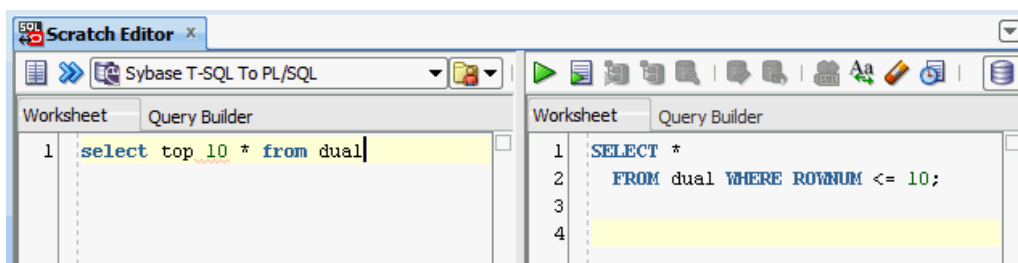 Scratch Editor x
Sybase T-SQL To PL/SQL
Worksheet Query Builder
1 select top 10 * from dual
Worksheet Query Builder
1 SELECT *
2 FROM dual WHERE ROWNUM <= 10;
3
4